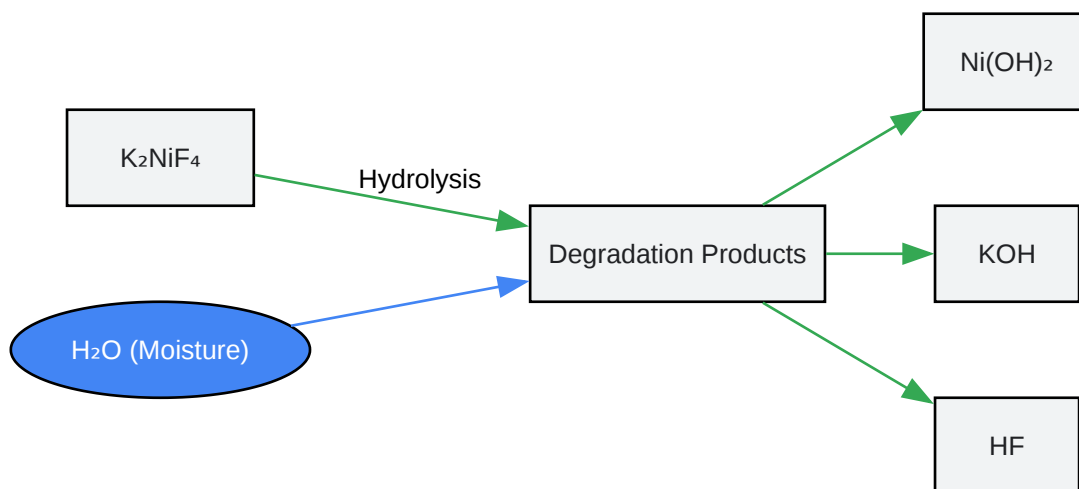 Ni(OH)₂
K₂NiF₄
Hydrolysis
Degradation Products
KOH
H₂O (Moisture)
HF